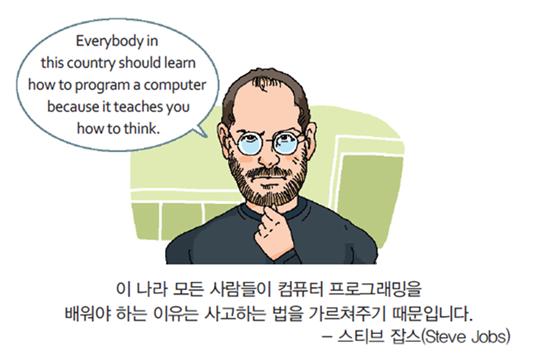 Everybody in
this country should learn
how to program a computer
because it teaches you
how to think.
이 나라 모든 사람들이 컴퓨터 프로그래밍을
배워야 하는 이유는 사고하는 법을 가르쳐주기 때문입니다.
– 스티브 잡스(Steve Jobs)